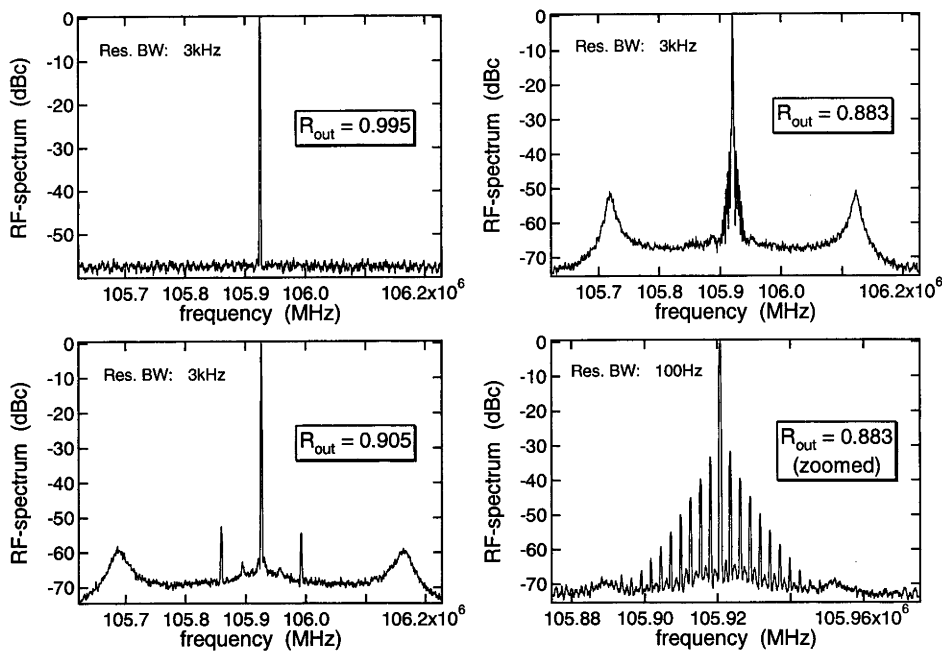 0
-10
-20
-30
-40
-50
RF-spectrum (dBc)
Res. BW: 3kHz
R_out = 0.995
105.7 105.8 105.9 106.0 106.2x10^6
frequency (MHz)
0
-10
-20
-30
-40
-50
-60
-70
RF-spectrum (dBc
Res. BW: 3kHz
R_out = 0.883
105.7 105.8 105.9 106.0 106.2x10^6
frequency (MHz)
0
-10
-20
-30
-40
-50
-60
-70
RF-spectrum (dBc)
Res. BW: 3kHz
R_out = 0.905
105.7 105.8 105.9 106.0 106.2x10^6
frequency (MHz)
0
-10
-20
-30
-40
-50
-60
-70
RF-spectrum (dBc)
Res. BW: 100Hz
R_out = 0.883
(zoomed)
105.88 105.90 105.92 105.96x10^6
frequency (MHz)